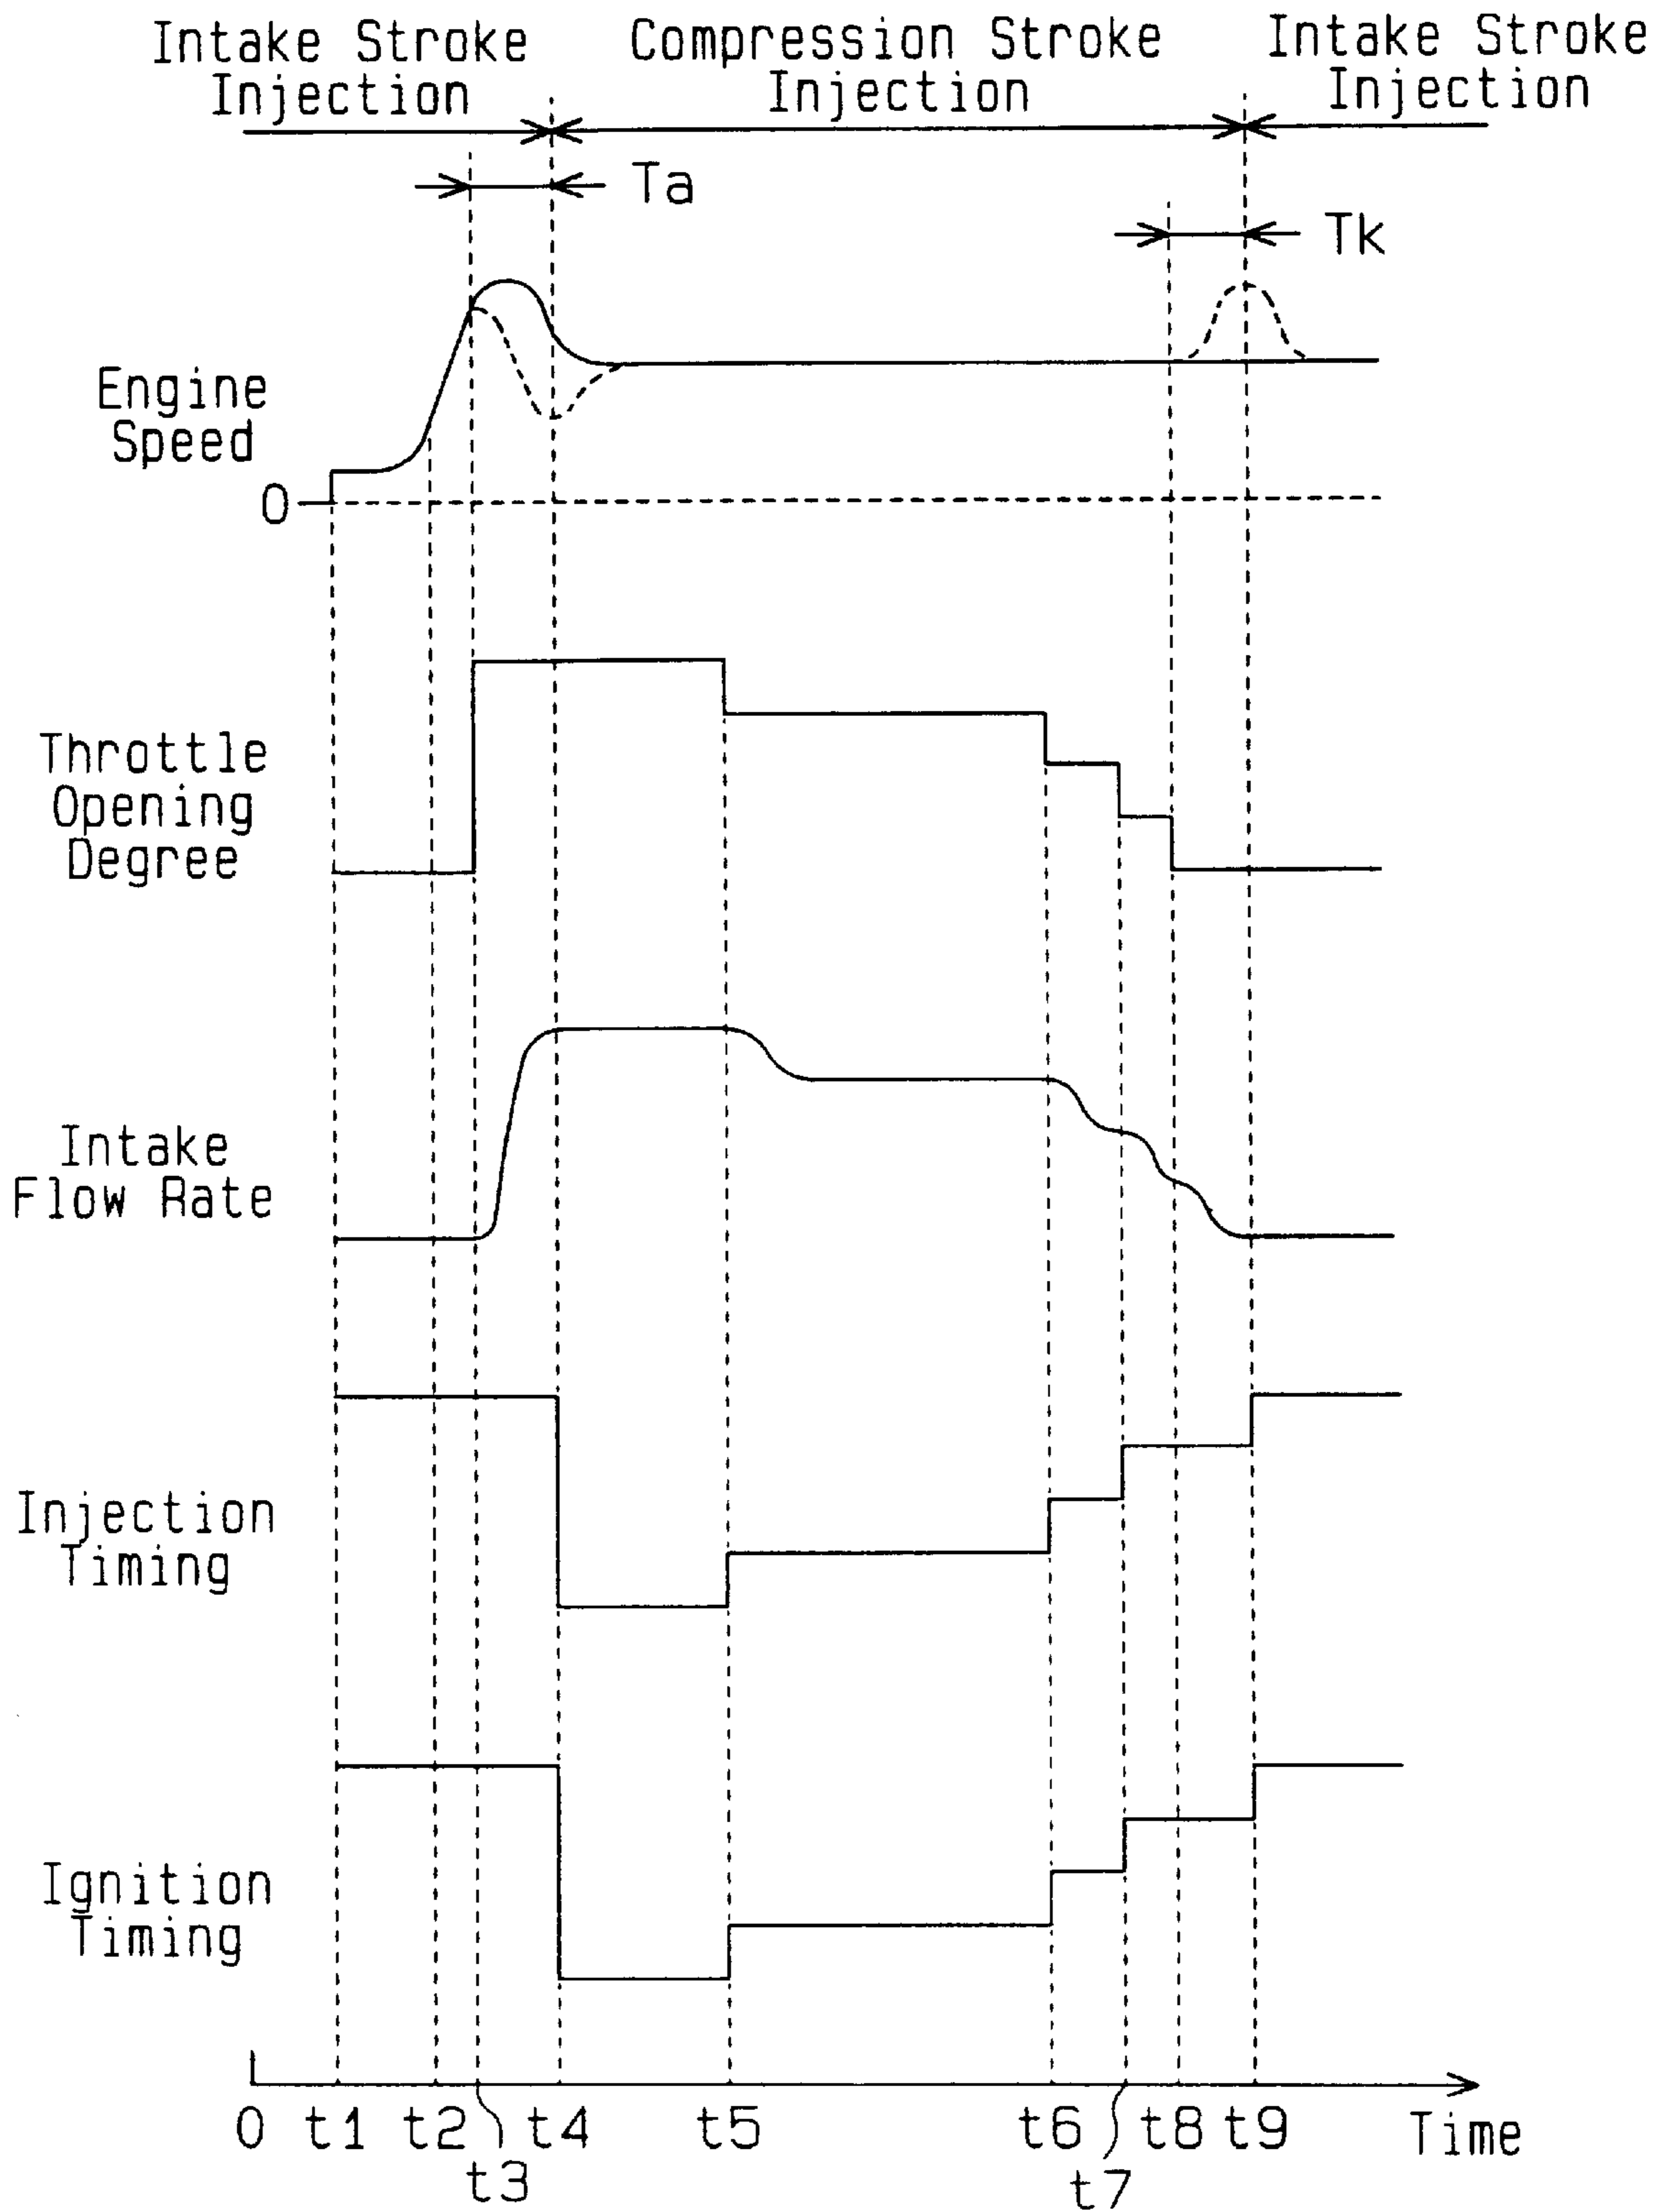 Intake Stroke
Injection
Compression Stroke
Injection
Intake Stroke
Injection
Ta
Tk
Engine
Speed
0
Throttle
Opening
Degree
Intake
Flow Rate
Injection
Timing
Ignition
Timing
0 t1 t2 t4 t5 t6 t8 t9 Time
t3 t7